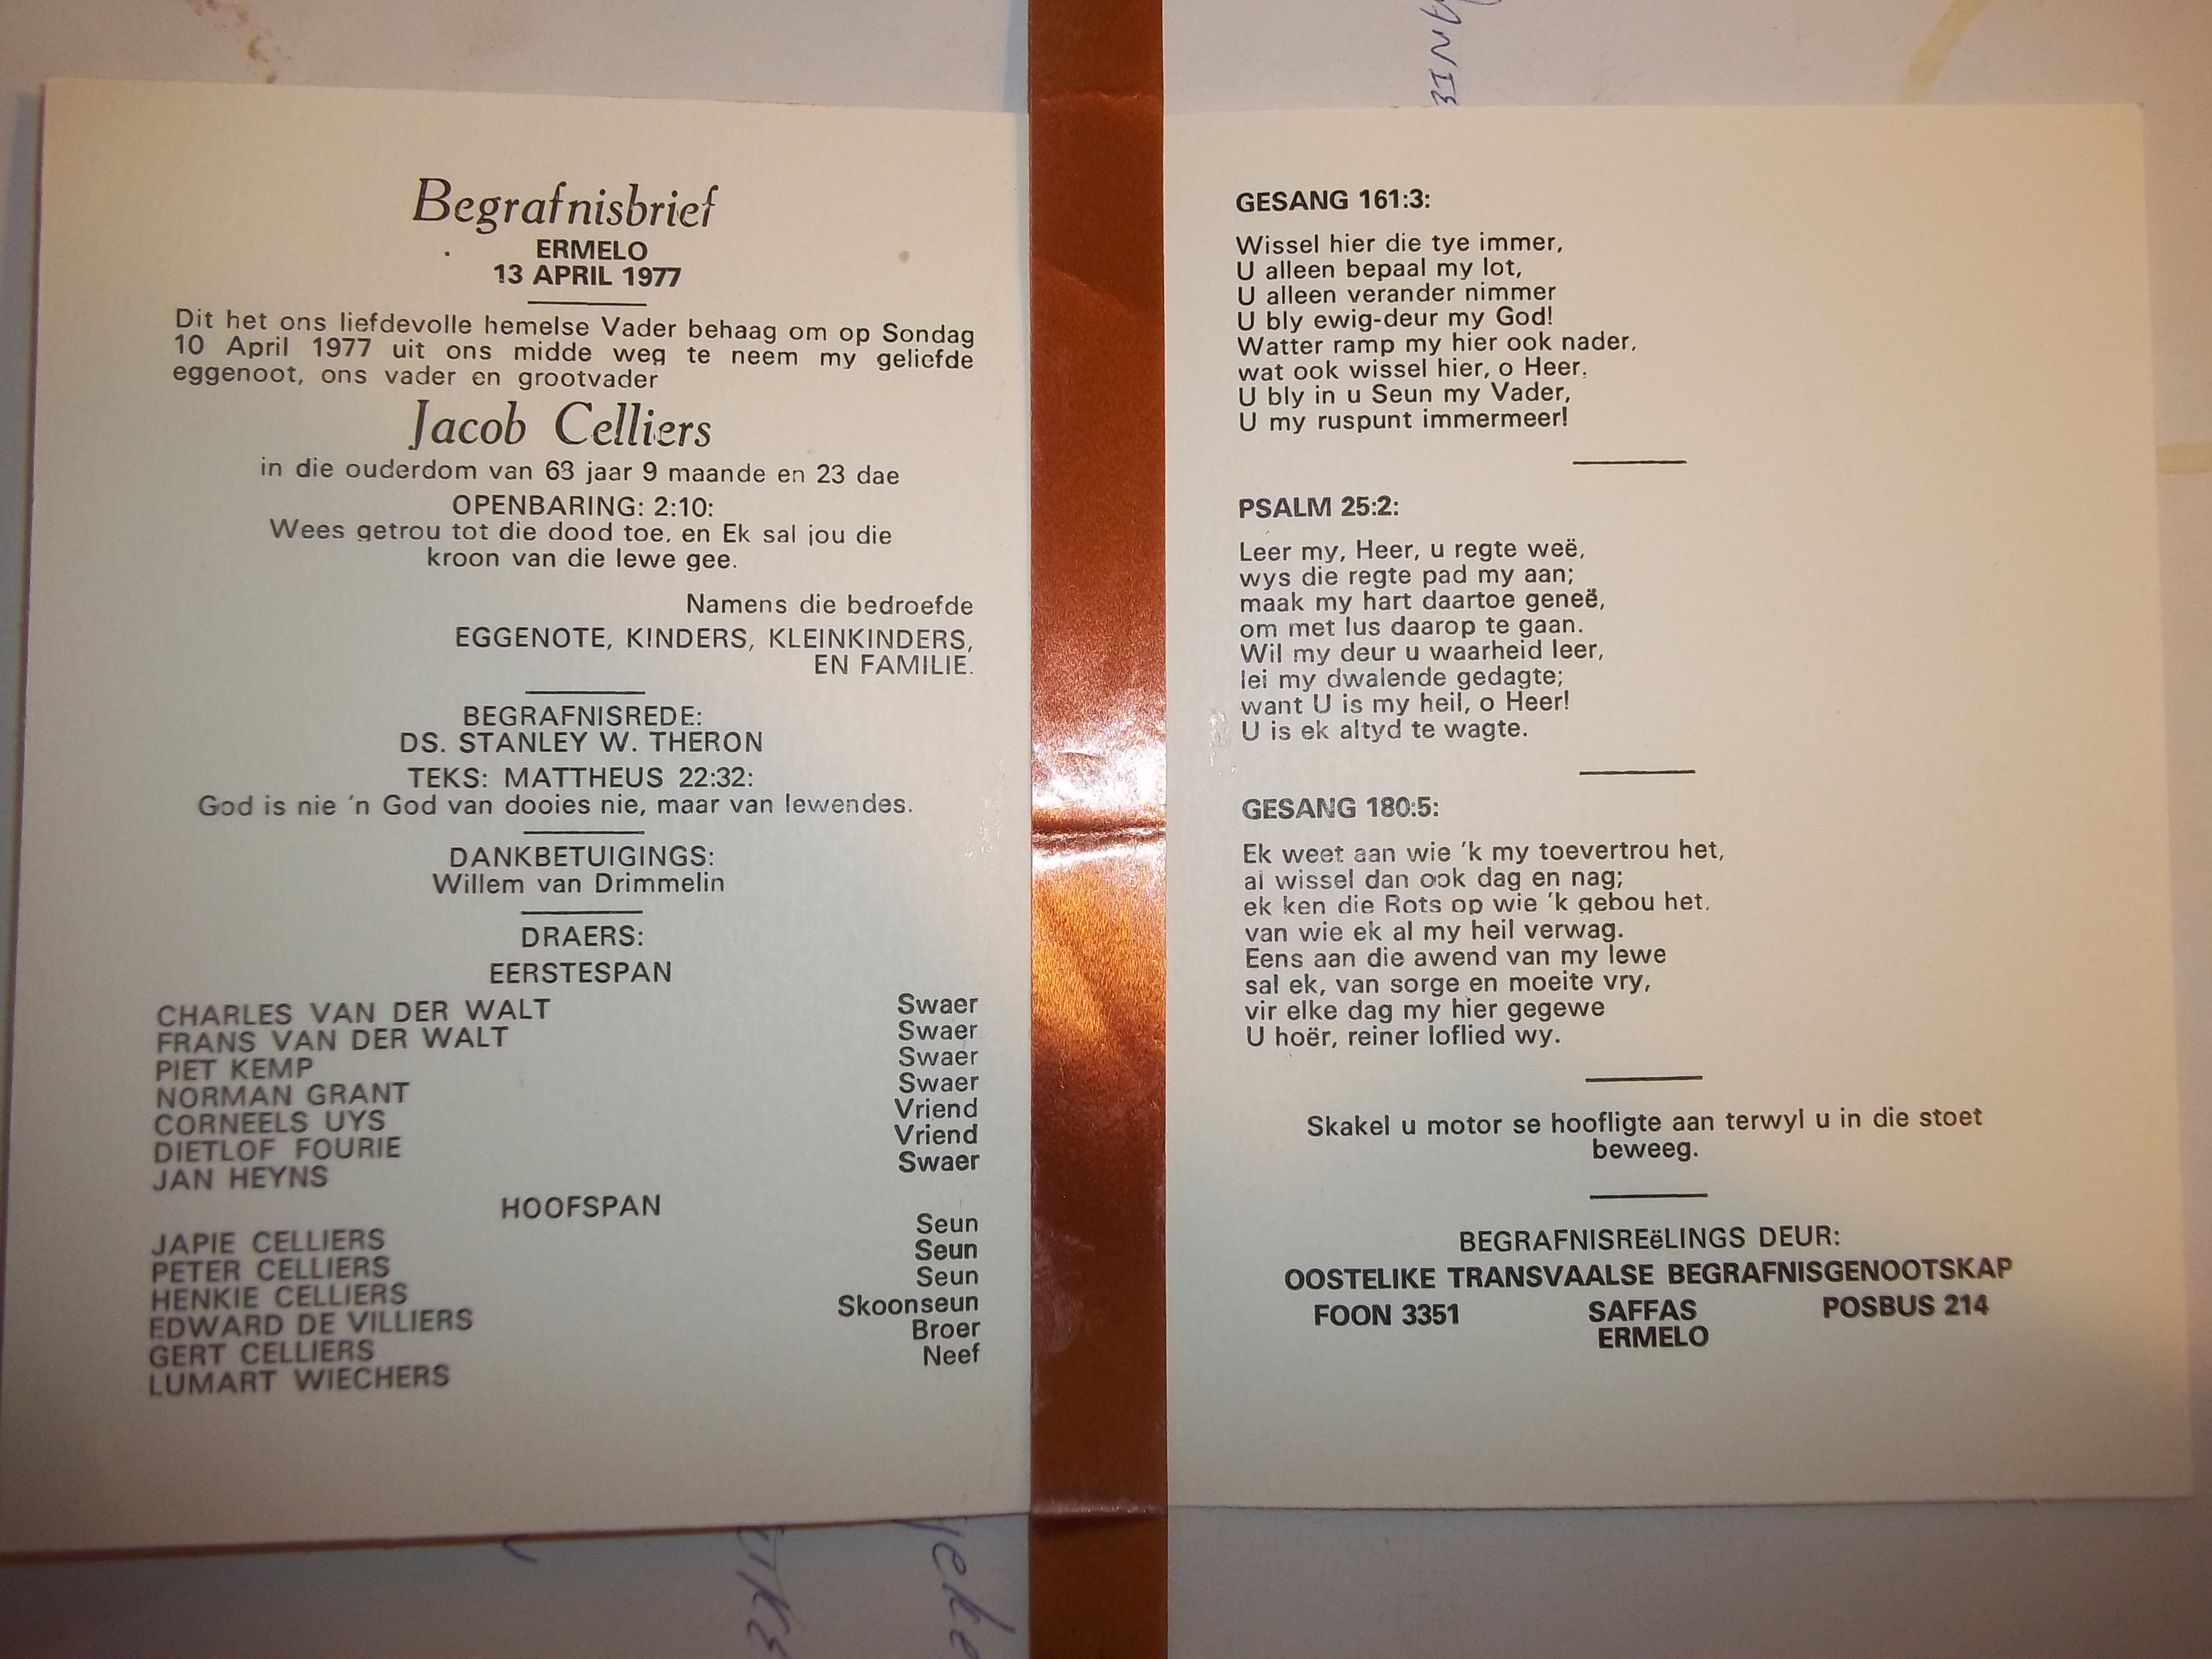 Begrafnisbrief
ERMELO
13 APRIL 1977
Dit het ons liefdevolle hemelse Vader behaag om op Sondag
10 April 1977 uit ons midde weg te neem my geliefde
eggenoot, ons vader en grootvader
Jacob Celliers
in die ouderdom van 63 jaar 9 maande en 23 dae
OPENBARING: 2:10:
Wees getrou tot die dood toe, en Ek sal jou die
kroon van die lewe gee.
Namens die bedroefde
EGGENOTE, KINDERS, KLEINKINDERS,
EN FAMILIE.
BEGRAFNISREDE:
DS. STANLEY W. THERON
TEKS: MATTHEUS 22:32:
God is nie 'n God van dooies nie, maar van lewendes.
DANKBETUIGINGS:
Willem van Drimmelin
DRAERS:
EERSTESPAN
CHARLES VAN DER WALT Swaer
FRANS VAN DER WALT Swaer
PIET KEMP Swaer
NORMAN GRANT Swaer
CORNEELS UYS Vriend
DIETLOF FOURIE Vriend
JAN HEYNS Swaer
HOOFSPAN
JAPIE CELLIERS Seun
PETER CELLIERS Seun
HENKIE CELLIERS Seun
EDWARD DE VILLIERS Skoonseun
GERT CELLIERS Broer
LUMART WIECHERS Neef
GESANG 161:3:
Wissel hier die tye immer,
U alleen bepaal my lot,
U alleen verander nimmer
U bly ewig-deur my God!
Watter ramp my hier ook nader,
wat ook wissel hier, o Heer,
U bly in u Seun my Vader,
U my ruspunt immermeer!
PSALM 25:2:
Leer my, Heer, u regte weë,
wys die regte pad my aan;
maak my hart daartoe geneë,
om met lus daarop te gaan.
Wil my deur u waarheid leer,
lei my dwalende gedagte;
want U is my heil, o Heer!
U is ek altyd te wagte.
GESANG 180:5:
Ek weet aan wie 'k my toevertrou het,
al wissel dan ook dag en nag;
ek ken die Rots op wie 'k gebou het,
van wie ek al my heil verwag.
Eens aan die awend van my lewe
sal ek, van sorge en moeite vry,
vir elke dag my hier gegewe
U hoër, reiner loflied wy.
Skakel u motor se hoofligte aan terwyl u in die stoet
beweeg.
BEGRAFNISREëLINGS DEUR:
OOSTELIKE TRANSVAALSE BEGRAFNISGENOOTSKAP
FOON 3351 SAFFAS POSBUS 214
ERMELO